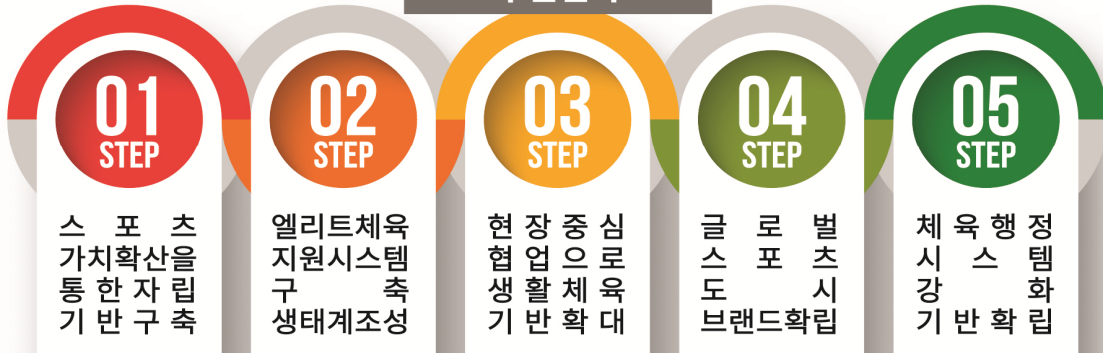 01
STEP
스포츠
가치확산을
통한자립
기반구축
02
STEP
엘리트체육
지원시스템
구축
생태계조성
03
STEP
현장중심
협업으로
생활체육
기반확대
04
STEP
글로벌
스포츠
도시
브랜드확립
05
STEP
체육행정
시스템
강화
기반확립